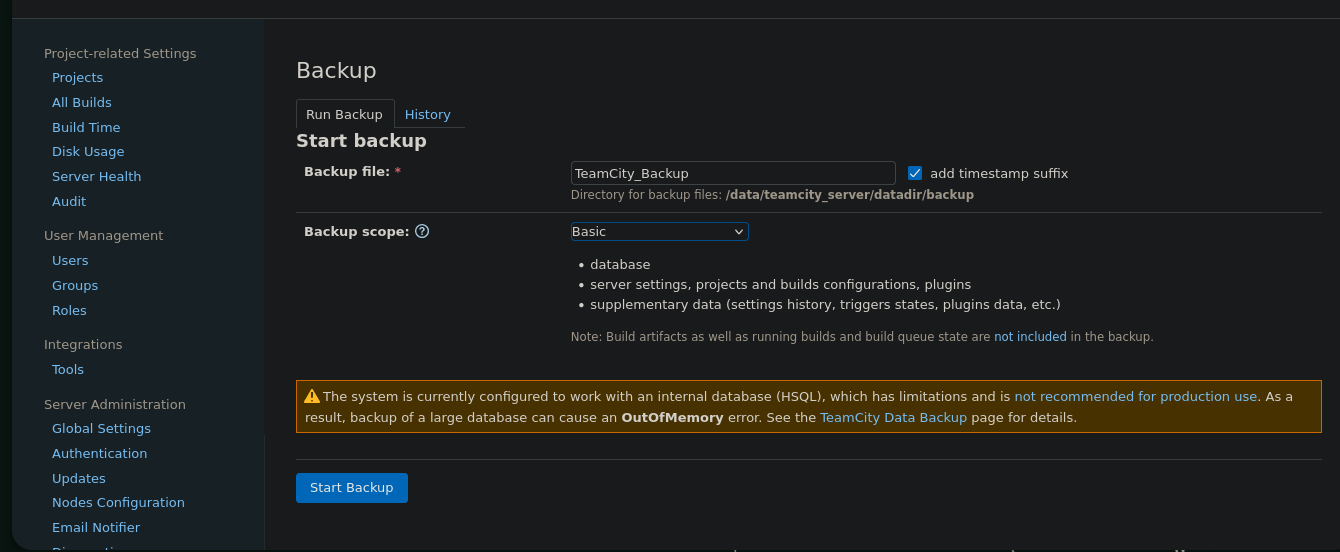 Project-related Settings
Projects
All Builds
Build Time
Disk Usage
Server Health
Audit
User Management
Users
Groups
Roles
Integrations
Tools
Server Administration
Global Settings
Authentication
Updates
Nodes Configuration
Email Notifier
Backup
Run Backup History
Start backup
Backup file: * TeamCity_Backup add timestamp suffix
Directory for backup files: /data/teamcity_server/datadir/backup
Backup scope: ? Basic
• database
• server settings, projects and builds configurations, plugins
• supplementary data (settings history, triggers states, plugins data, etc.)
Note: Build artifacts as well as running builds and build queue state are not included in the backup.
The system is currently configured to work with an internal database (HSQL), which has limitations and is not recommended for production use. As a
result, backup of a large database can cause an OutOfMemory error. See the TeamCity Data Backup page for details.
Start Backup